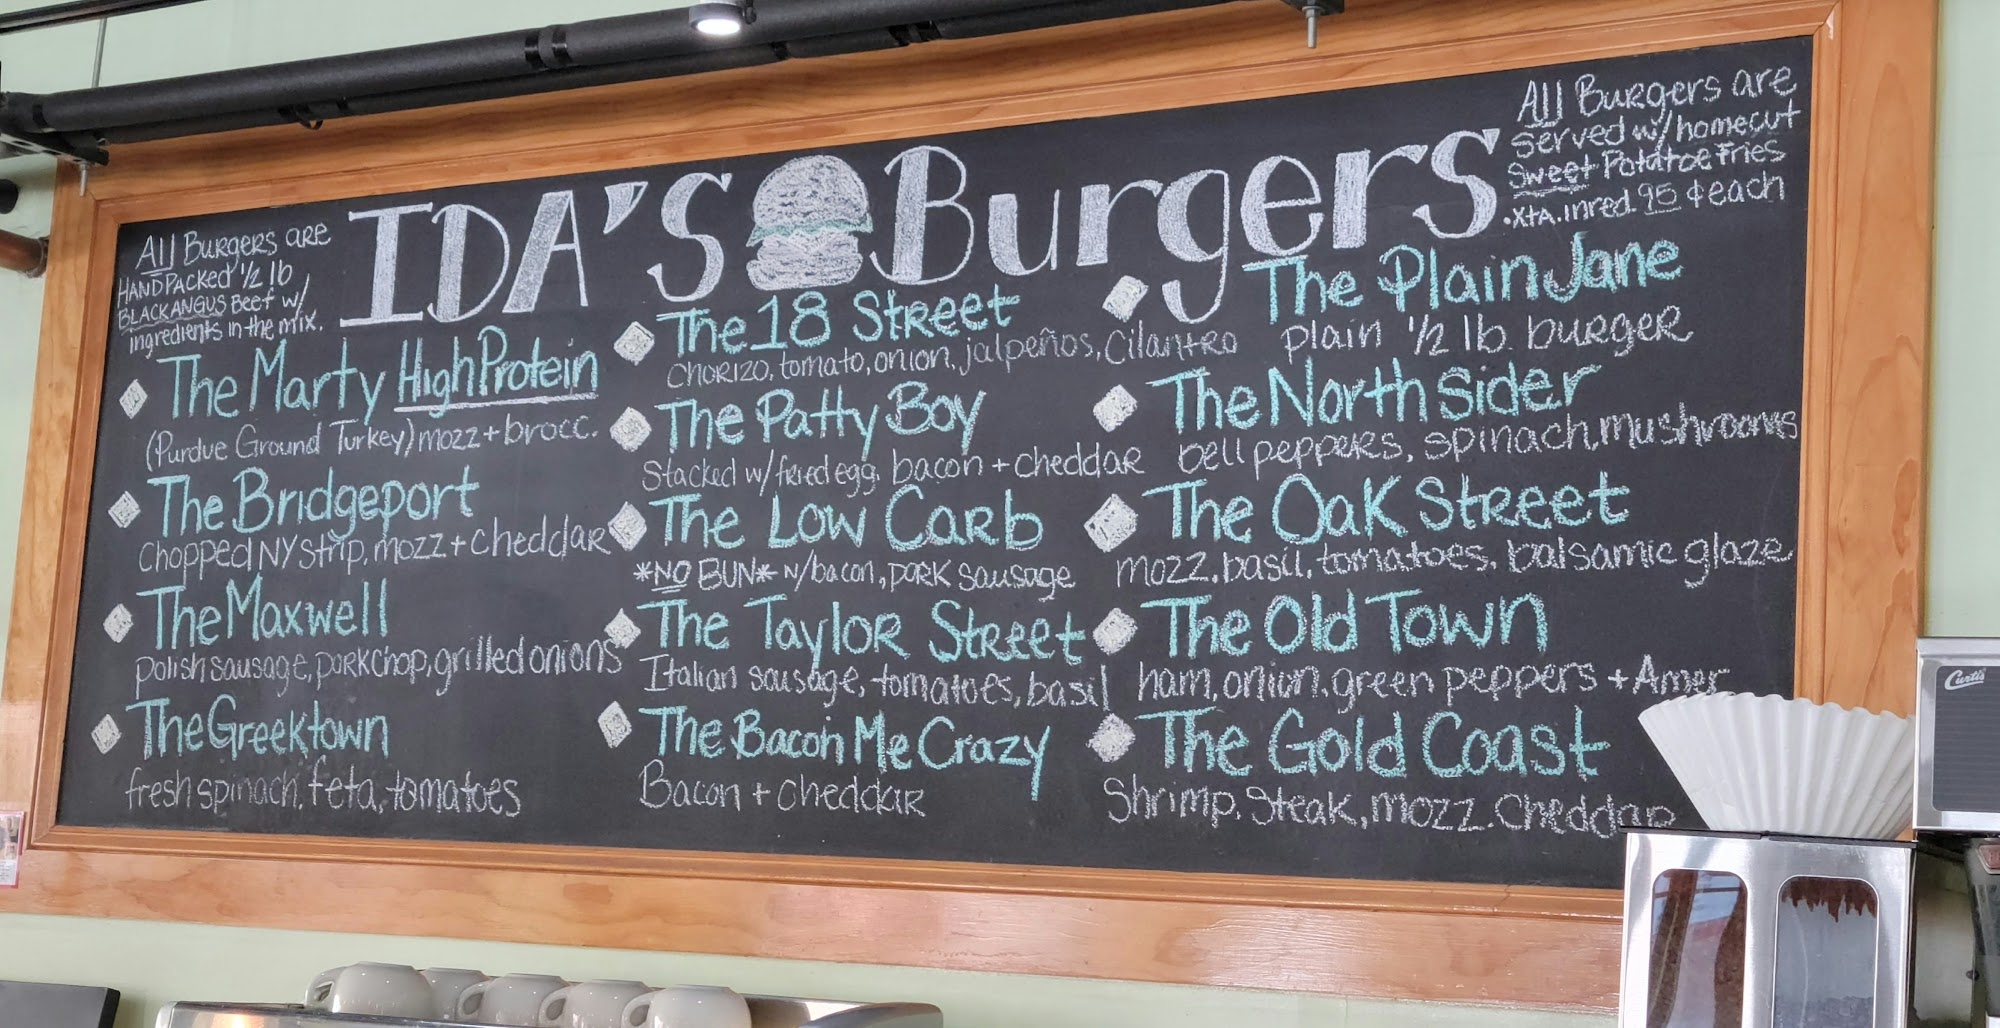 IDA'S Burgers
All Burgers are
HAND Packed 1/2 lb
BLACK ANGUS Beef w/
ingredients in the mix.
The Marty High Protein
(Purdue Ground Turkey) mozz + brocc.
The Bridgeport
Chopped NY strip, mozz + cheddar
The Maxwell
polish sausage, porkchop, grilled onions
The Greektown
fresh spinach, feta, tomatoes
The 18 Street
CHORIZO, tomato, onion, jalpeños, Cilantro
The Patty Boy
Stacked w/ fried egg, bacon + cheddar
The Low Carb
*NO BUN* w/ bacon, pork sausage
The Taylor Street
Italian sausage, tomatoes, basil
The Bacon Me Crazy
Bacon + cheddar
All Burgers are
served w/ homecut
Sweet Potatoe Fries
.xtA. inred. 95 ¢ each
The Plain Jane
plain 1/2 lb. burger
The North Sider
bell peppers, spinach, mushrooms
The Oak Street
mozz, basil, tomatoes, balsamic glaze
The Old Town
ham, onion, green peppers + Amer
The Gold Coast
Shrimp, Steak, mozz, Cheddar
Curtis